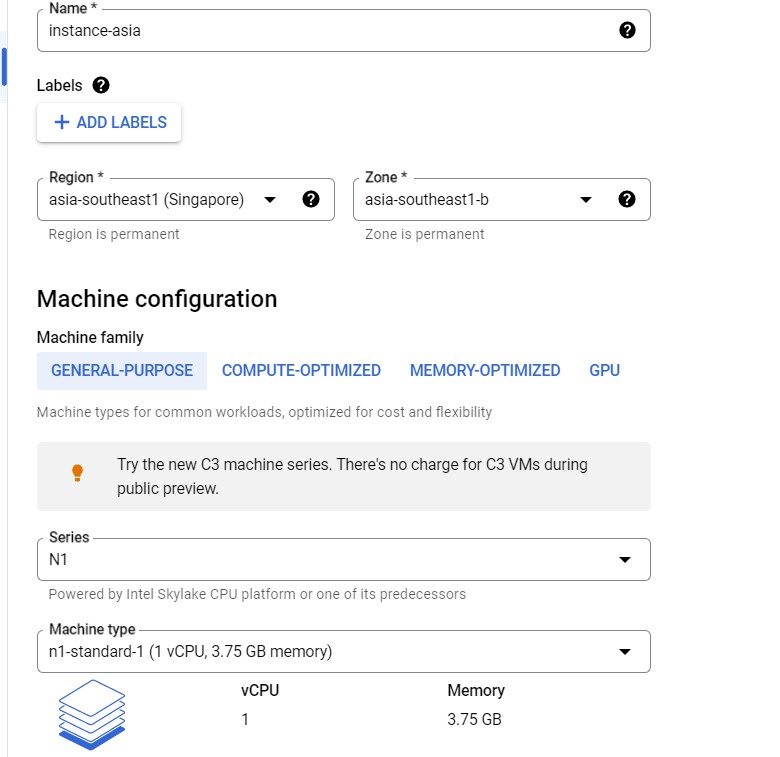 Name *
instance-asia
Labels
+ ADD LABELS
Region *
asia-southeast1 (Singapore)
Region is permanent
Zone *
asia-southeast1-b
Zone is permanent
Machine configuration
Machine family
GENERAL-PURPOSE COMPUTE-OPTIMIZED MEMORY-OPTIMIZED GPU
Machine types for common workloads, optimized for cost and flexibility
Try the new C3 machine series. There's no charge for C3 VMs during
public preview.
Series
N1
Powered by Intel Skylake CPU platform or one of its predecessors
Machine type
n1-standard-1 (1 vCPU, 3.75 GB memory)
vCPU
1
Memory
3.75 GB